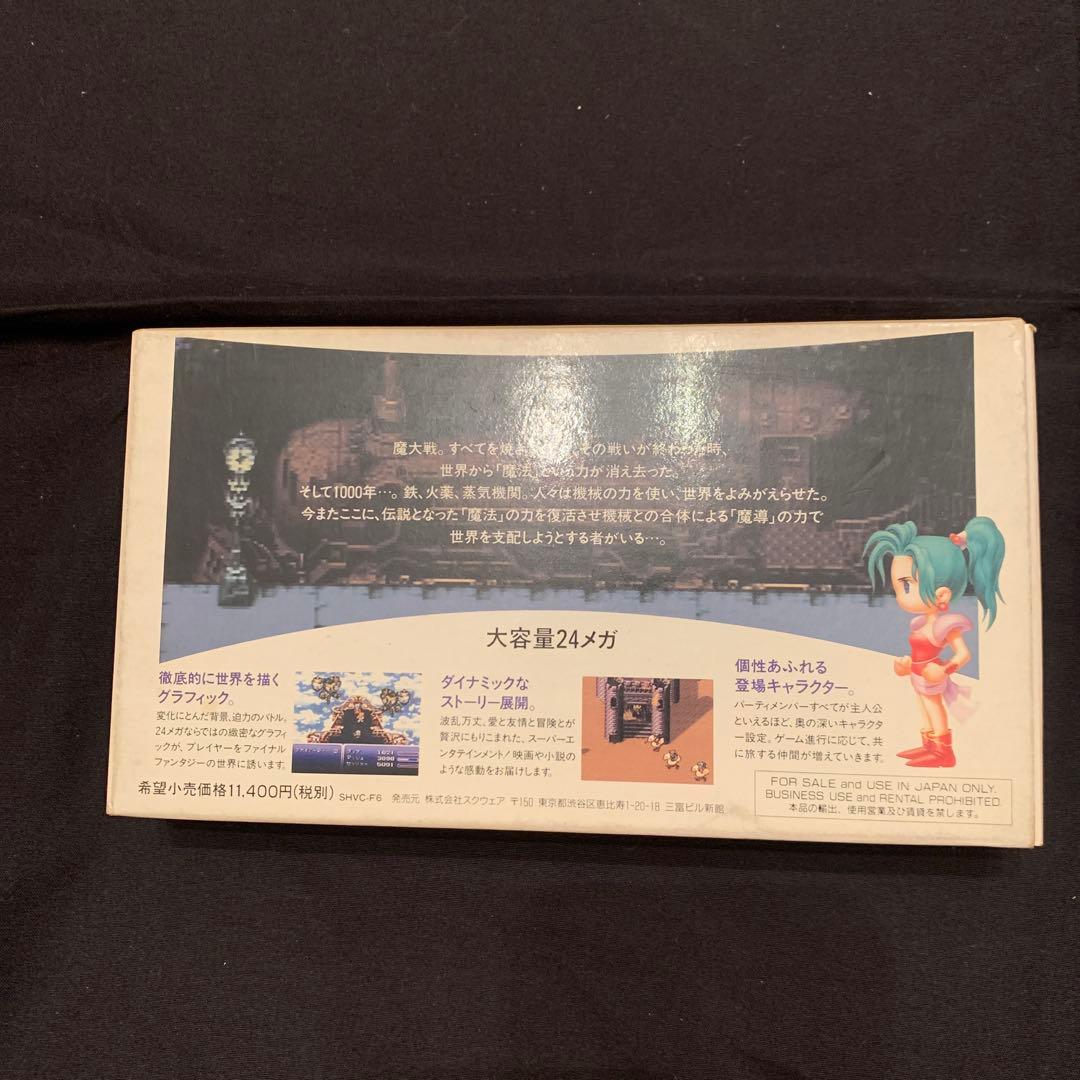 魔大戦。すべてを焼き その戦いが終わった時、
世界から「魔法」という力が消え去った。
そして1000年…。鉄、火薬、蒸気機関。人々は機械の力を使い、世界をよみがえらせた。
今またここに、伝説となった「魔法」の力を復活させ機械との合体による「魔導」の力で
世界を支配しようとする者がいる…。
大容量24メガ
徹底的に世界を描く
グラフィック。
変化にとんだ背景、迫力のバトル。
24メガならではの緻密なグラフィ
ックが、プレイヤーをファイナル
ファンタジーの世界に誘います。
1621
3090
5091
ダイナミックな
ストーリー展開。
波乱万丈、愛と友情と冒険とが
贅沢にもりこまれた、スーパーエ
ンタテインメント!映画や小説の
ような感動をお届けします。
個性あふれる
登場キャラクター。
パーティメンバーすべてが主人公
といえるほど、奥の深いキャラクタ
ー設定。ゲーム進行に応じて、共
に旅する仲間が増えていきます。
希望小売価格11,400円(税別) SHVC-F6 発売元 株式会社スクウェア 〒150 東京都渋谷区恵比寿1-20-18 三富ビル新館
FOR SALE and USE IN JAPAN ONLY.
BUSINESS USE and RENTAL PROHIBITED.
本品の輸出、使用営業及び賃貸を禁じます。